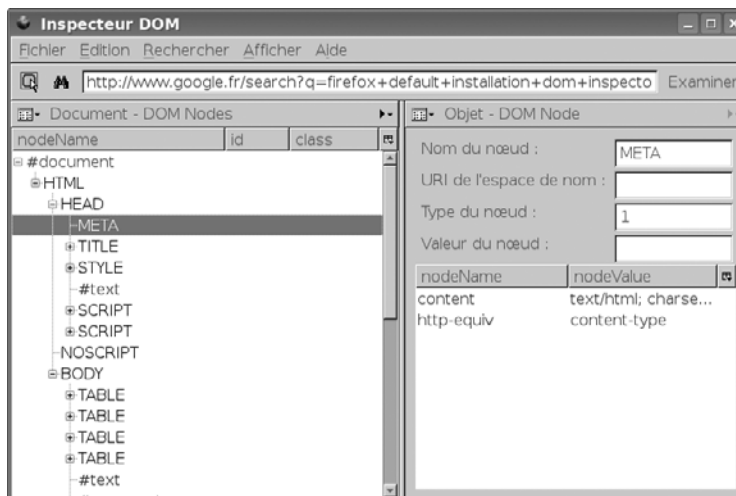 Inspecteur DOM
Fichier Edition Rechercher Afficher Aide
http://www.google.fr/search?q=firefox+default+installation+dom+inspecto Examiner
Document - DOM Nodes
nodeName id class
#document
HTML
HEAD
META
TITLE
STYLE
#text
SCRIPT
SCRIPT
NOSCRIPT
BODY
TABLE
TABLE
TABLE
TABLE
#text
Objet - DOM Node
Nom du nœud : META
URI de l'espace de nom :
Type du nœud : 1
Valeur du nœud :
nodeName nodeValue
content text/html; charse...
http-equiv content-type